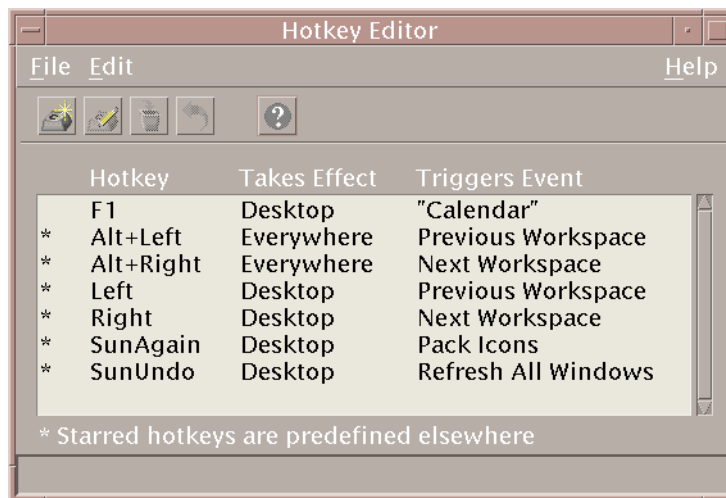 Hotkey Editor
File Edit Help
Hotkey Takes Effect Triggers Event
F1 Desktop "Calendar"
* Alt+Left Everywhere Previous Workspace
* Alt+Right Everywhere Next Workspace
* Left Desktop Previous Workspace
* Right Desktop Next Workspace
* SunAgain Desktop Pack Icons
* SunUndo Desktop Refresh All Windows
* Starred hotkeys are predefined elsewhere